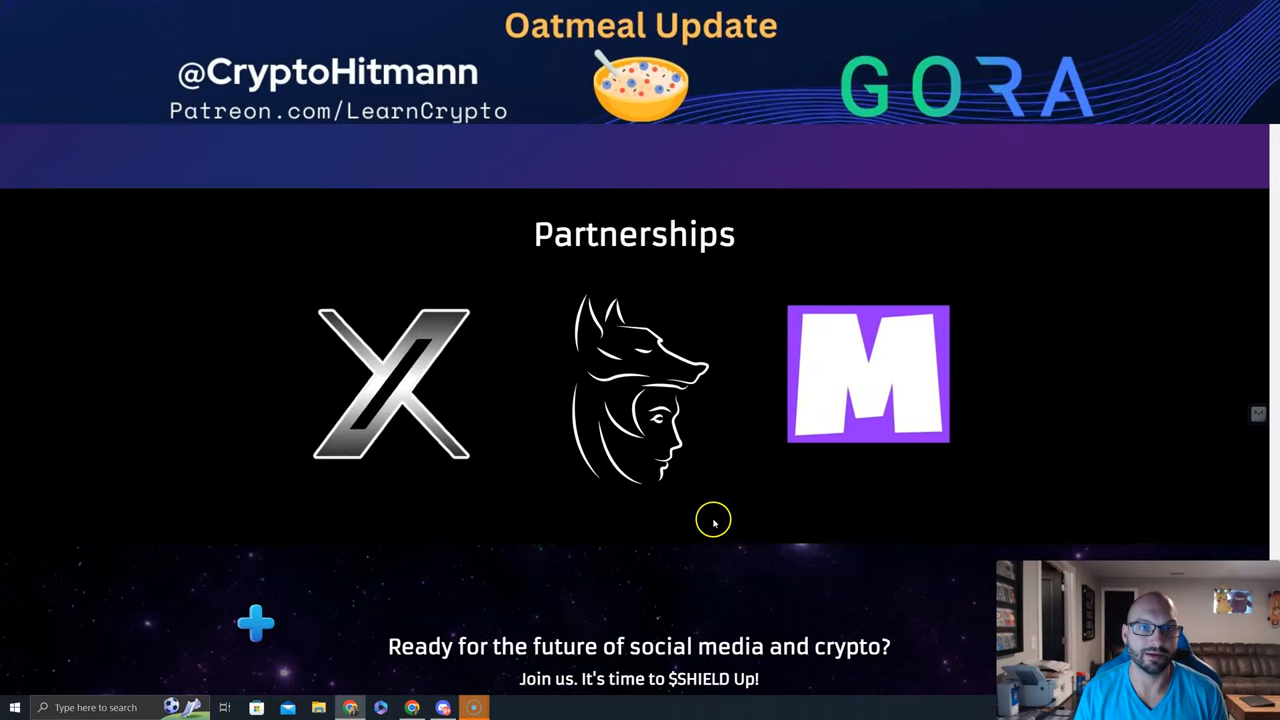 Oatmeal Update
@CryptoHitmann
Patreon.com/LearnCrypto
GORA
Partnerships
X
M
Ready for the future of social media and crypto?
Join us. It's time to $SHIELD Up!
Type here to search